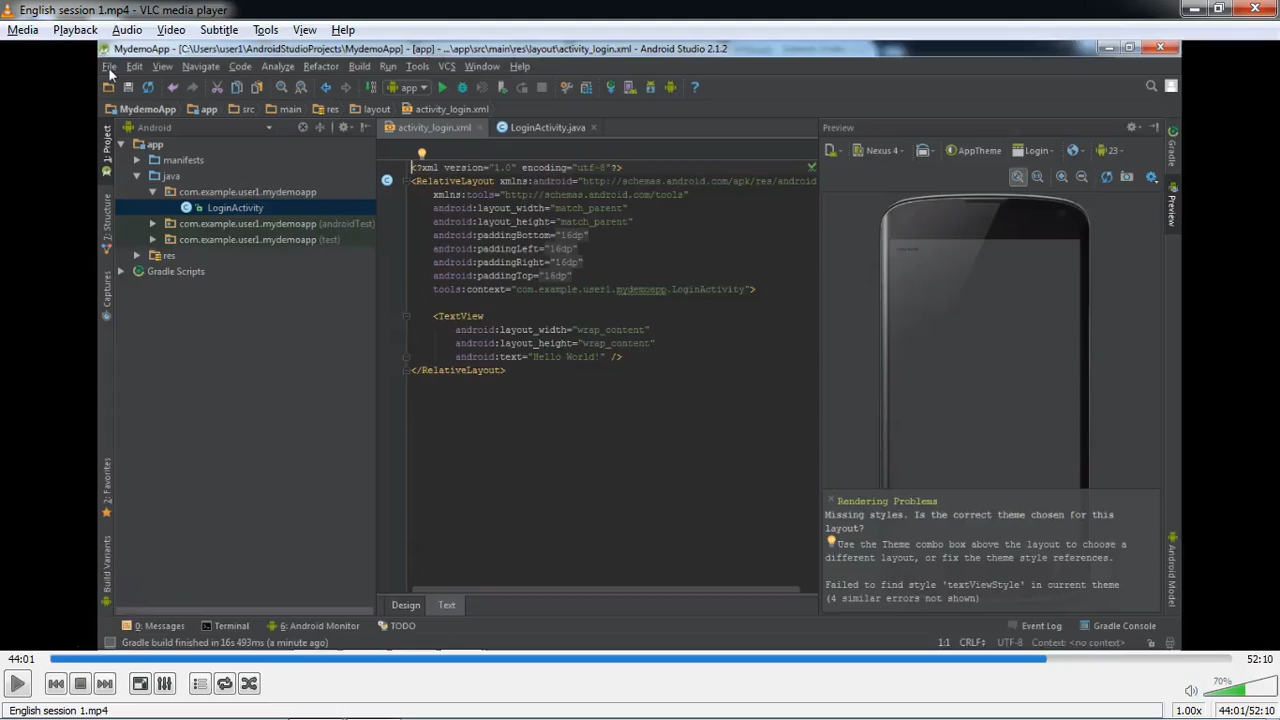 English session 1.mp4 - VLC media player
Media Playback Audio Video Subtitle Tools View Help
MydemoApp - [C:\Users\user1\AndroidStudioProjects\MydemoApp] - [app] - ...\app\src\main\res\layout\activity_login.xml - Android Studio 2.1.2
File Edit View Navigate Code Analyze Refactor Build Run Tools VCS Window Help
app
MydemoApp app src main res layout activity_login.xml
1: Project
7: Structure
Captures
2: Favorites
Build Variants
Android
app
manifests
java
com.example.user1.mydemoapp
LoginActivity
com.example.user1.mydemoapp (androidTest)
com.example.user1.mydemoapp (test)
res
Gradle Scripts
activity_login.xml LoginActivity.java
<?xml version="1.0" encoding="utf-8"?>
<RelativeLayout xmlns:android="http://schemas.android.com/apk/res/android
xmlns:tools="http://schemas.android.com/tools"
android:layout_width="match_parent"
android:layout_height="match_parent"
android:paddingBottom="16dp"
android:paddingLeft="16dp"
android:paddingRight="16dp"
android:paddingTop="16dp"
tools:context="com.example.user1.mydemoapp.LoginActivity">
<TextView
android:layout_width="wrap_content"
android:layout_height="wrap_content"
android:text="Hello World!" />
</RelativeLayout>
Design Text
Preview
Nexus 4 AppTheme Login 23
Rendering Problems
Missing styles. Is the correct theme chosen for this
layout?
Use the Theme combo box above the layout to choose a
different layout, or fix the theme style references.
Failed to find style 'textViewStyle' in current theme
(4 similar errors not shown)
Gradle
Preview
Android Model
0: Messages Terminal 6: Android Monitor TODO Event Log Gradle Console
Gradle build finished in 16s 493ms (a minute ago) 1:1 CRLF UTF-8 Context: <no context>
44:01 52:10
70%
English session 1.mp4 1.00x 44:01/52:10